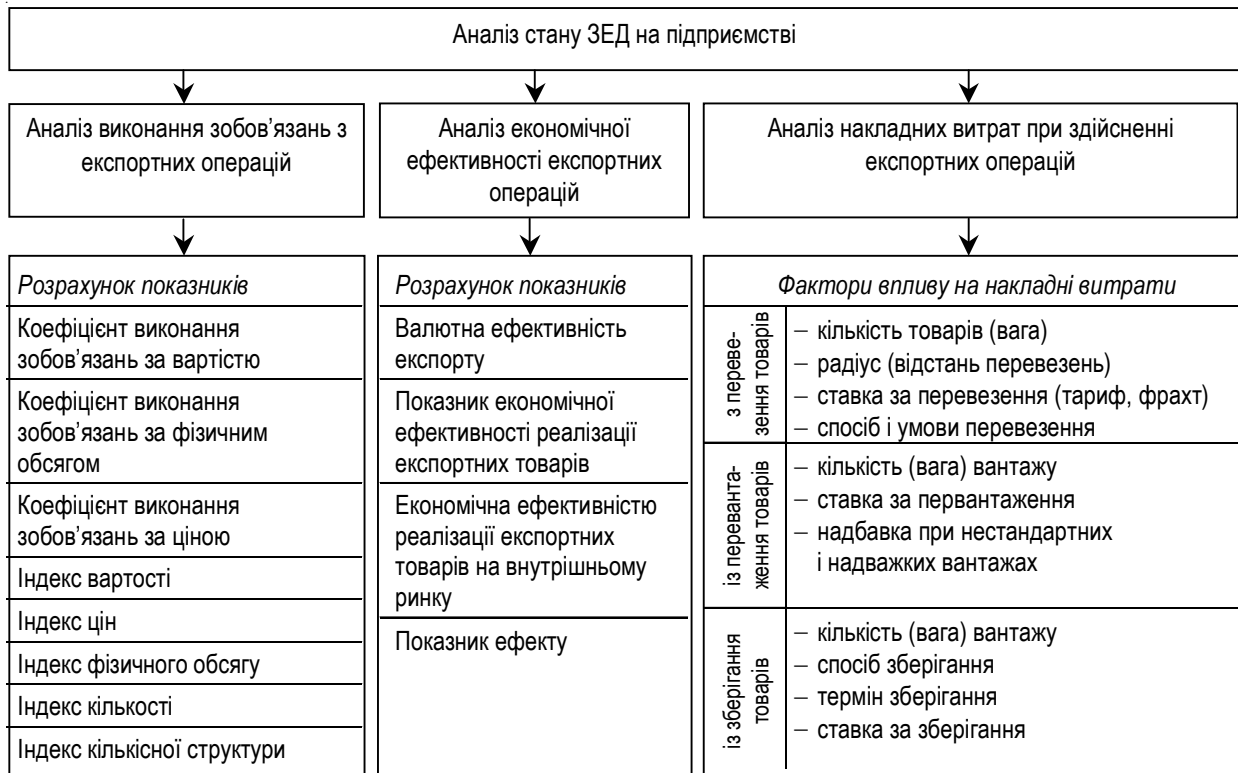 Аналіз стану ЗЕД на підприємстві
Аналіз виконання зобов’язань з
експортних операцій
Аналіз економічної
ефективності експортних
операцій
Аналіз накладних витрат при здійсненні
експортних операцій
Розрахунок показників
Коефіцієнт виконання
зобов’язань за вартістю
Коефіцієнт виконання
зобов’язань за фізичним
обсягом
Коефіцієнт виконання
зобов’язань за ціною
Індекс вартості
Індекс цін
Індекс фізичного обсягу
Індекс кількості
Індекс кількісної структури
Розрахунок показників
Валютна ефективність
експорту
Показник економічної
ефективності реалізації
експортних товарів
Економічна ефективністю
реалізації експортних
товарів на внутрішньому
ринку
Показник ефекту
Фактори впливу на накладні витрати
з переве-
зення товарів
– кількість товарів (вага)
– радіус (відстань перевезень)
– ставка за перевезення (тариф, фрахт)
– спосіб і умови перевезення
із переванта-
ження товарів
– кількість (вага) вантажу
– ставка за первантаження
– надбавка при нестандартних
і надважких вантажах
із зберігання
товарів
– кількість (вага) вантажу
– спосіб зберігання
– термін зберігання
– ставка за зберігання